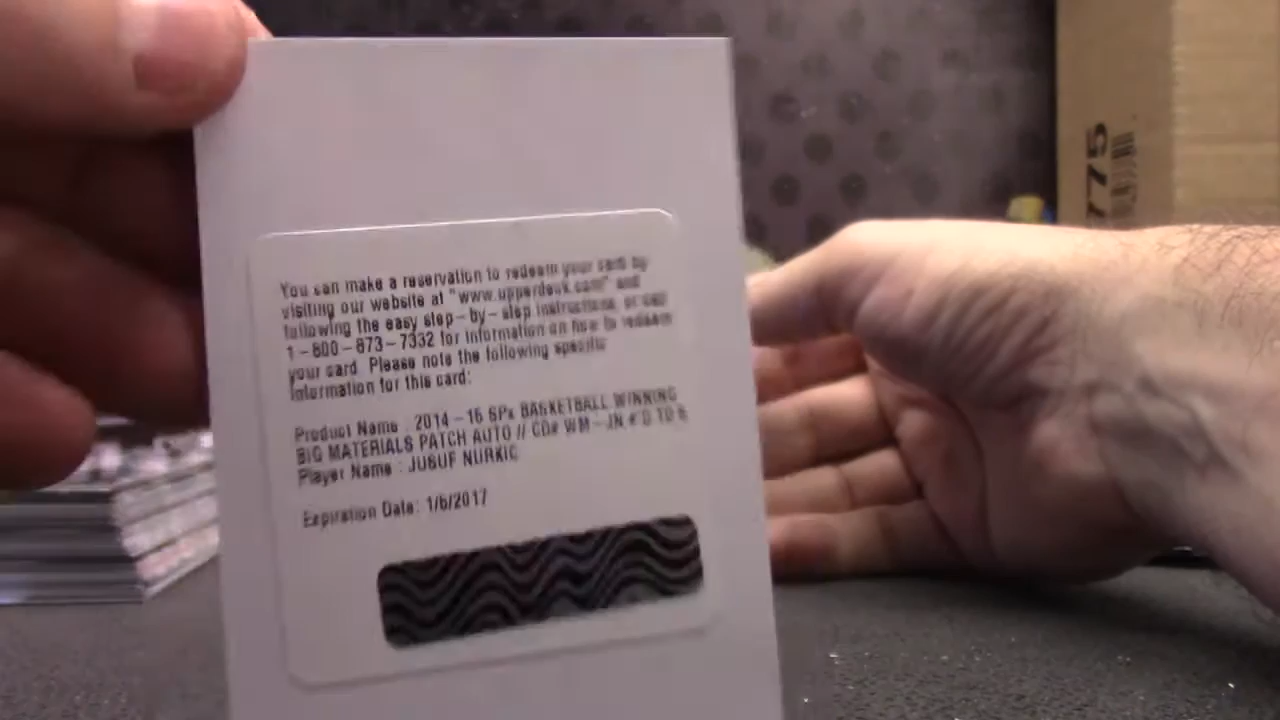 You can make a reservation to redeem your card by
visiting our website at "www.upperdeck.com" and
following the easy step-by-step instructions, or call
1-800-873-7332 for information on how to redeem
your card. Please note the following specific
information for this card:
Product Name : 2014-15 SPx BASKETBALL WINNING
BIG MATERIALS PATCH AUTO // CD# WM-JN #'D TO 6
Player Name : JUSUF NURKIC
Expiration Date: 1/6/2017
775